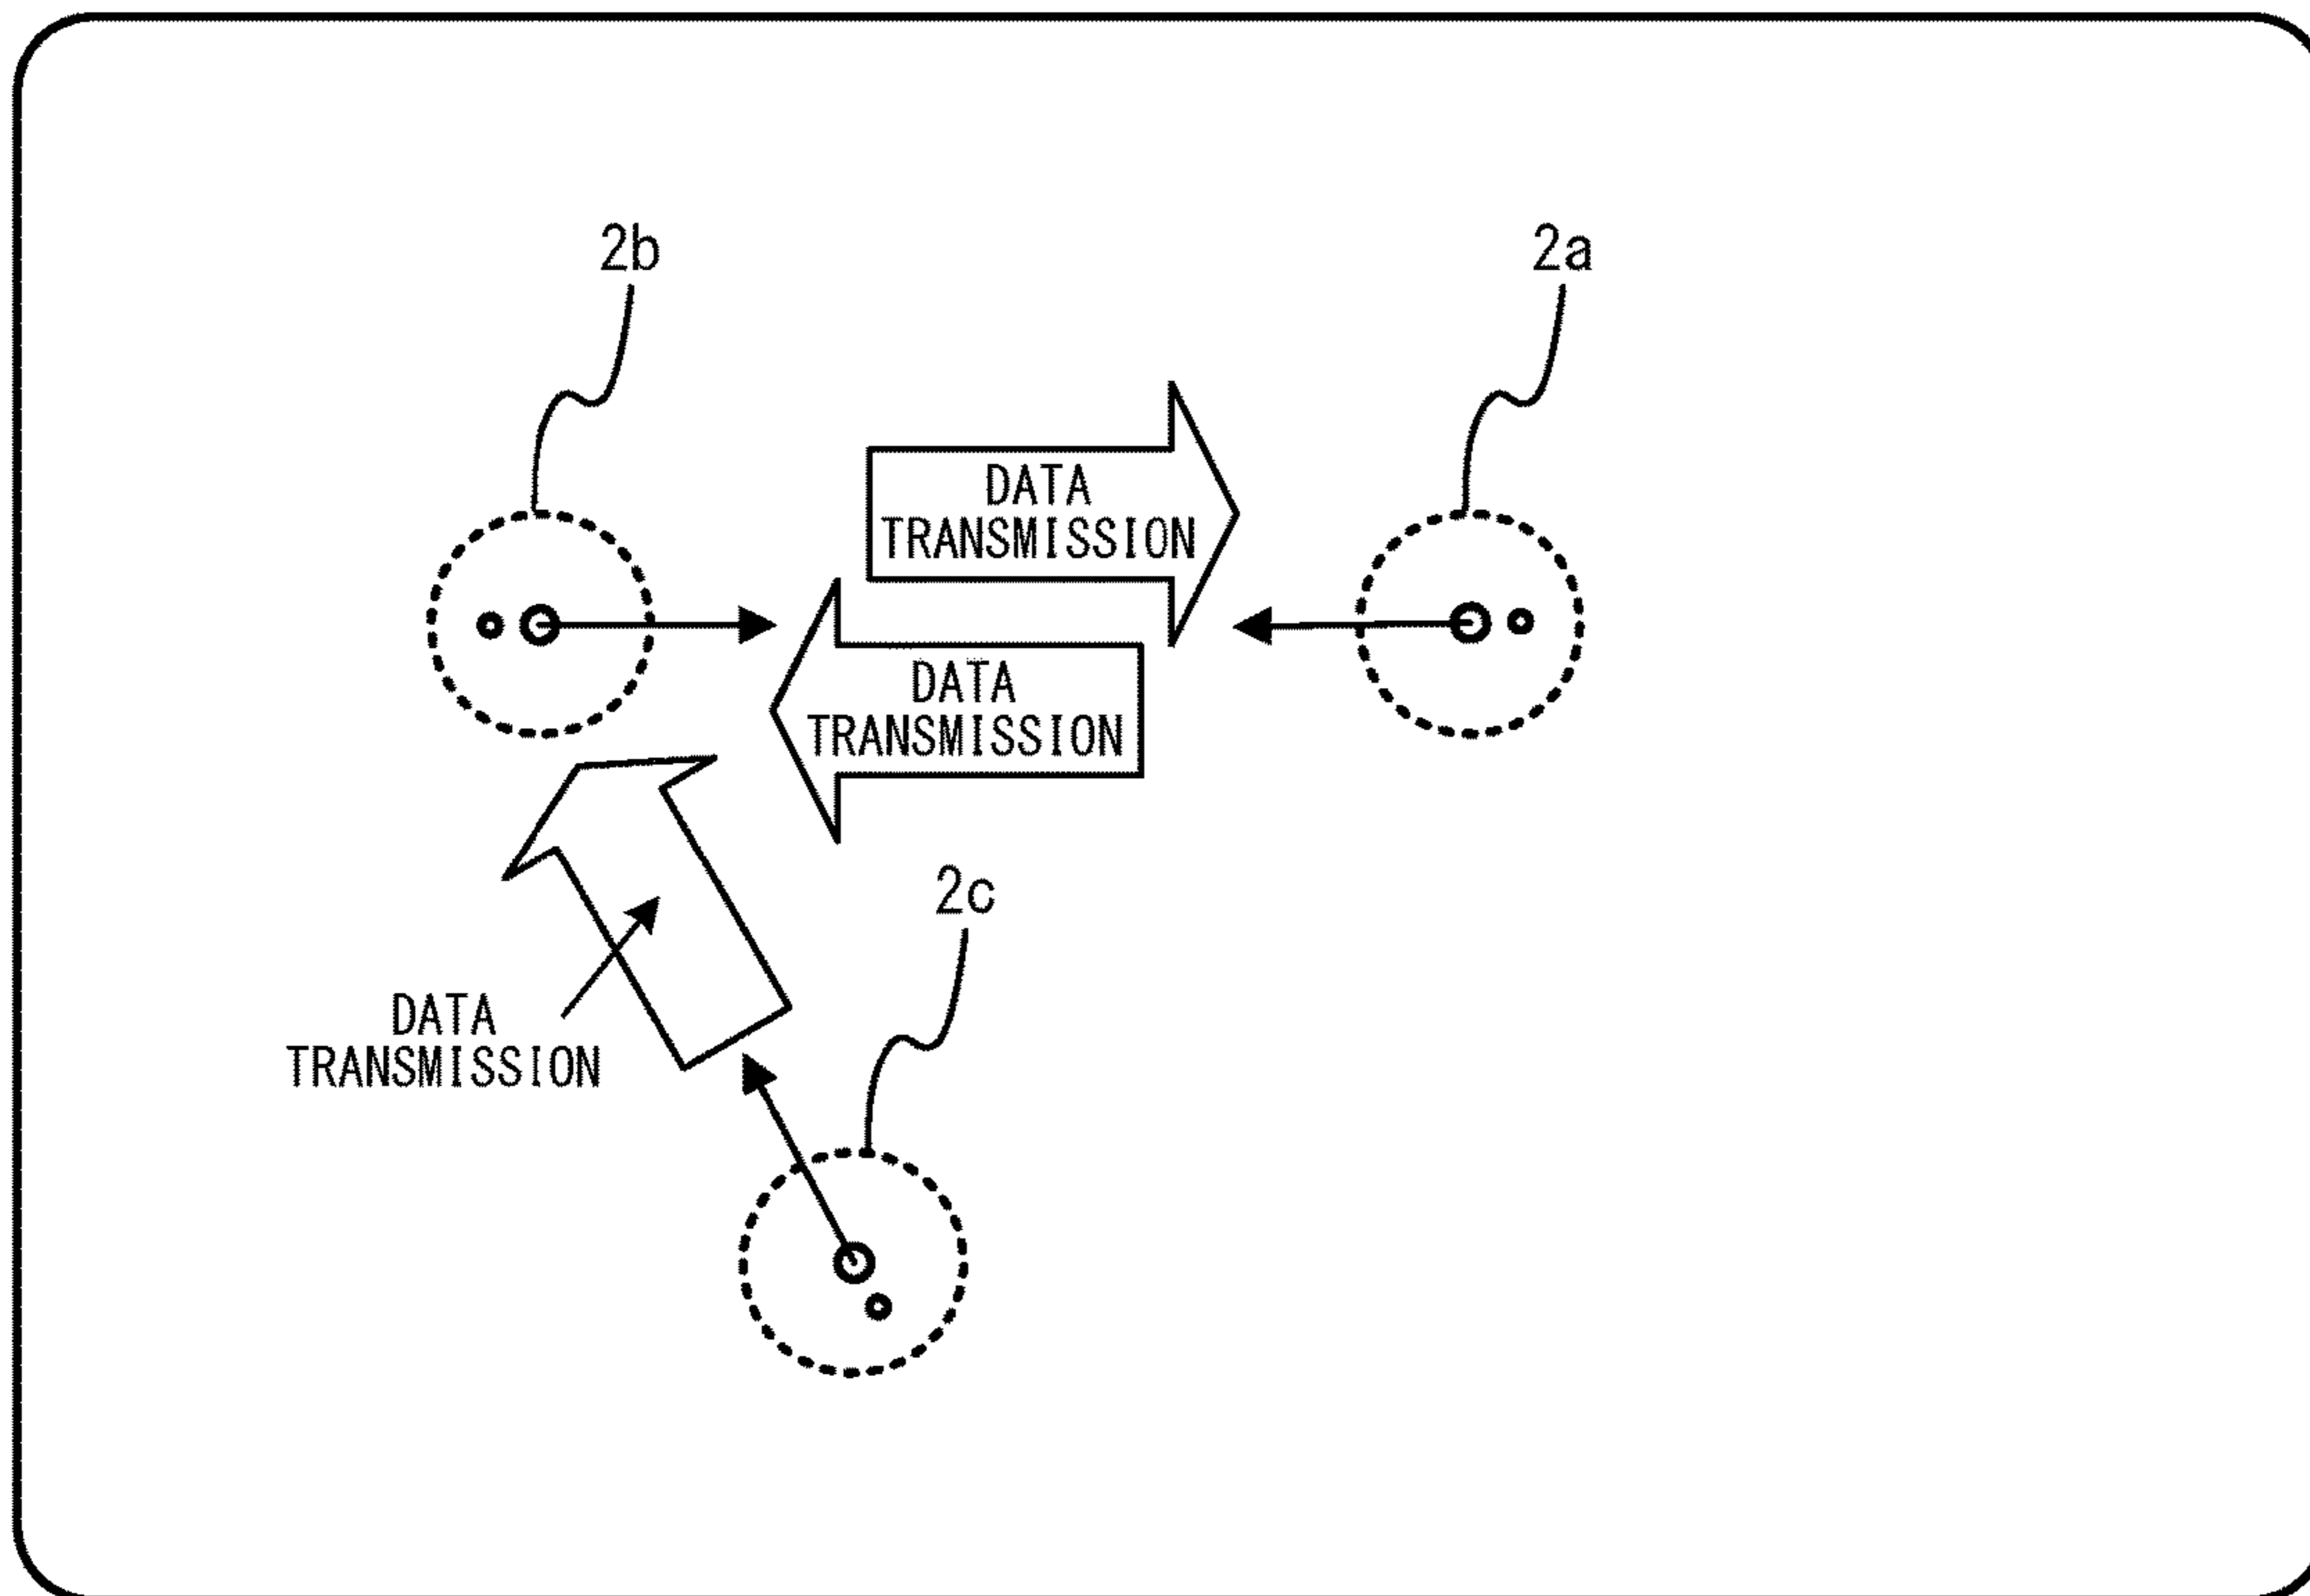 2b
2a
DATA
TRANSMISSION
DATA
TRANSMISSION
2c
DATA
TRANSMISSION